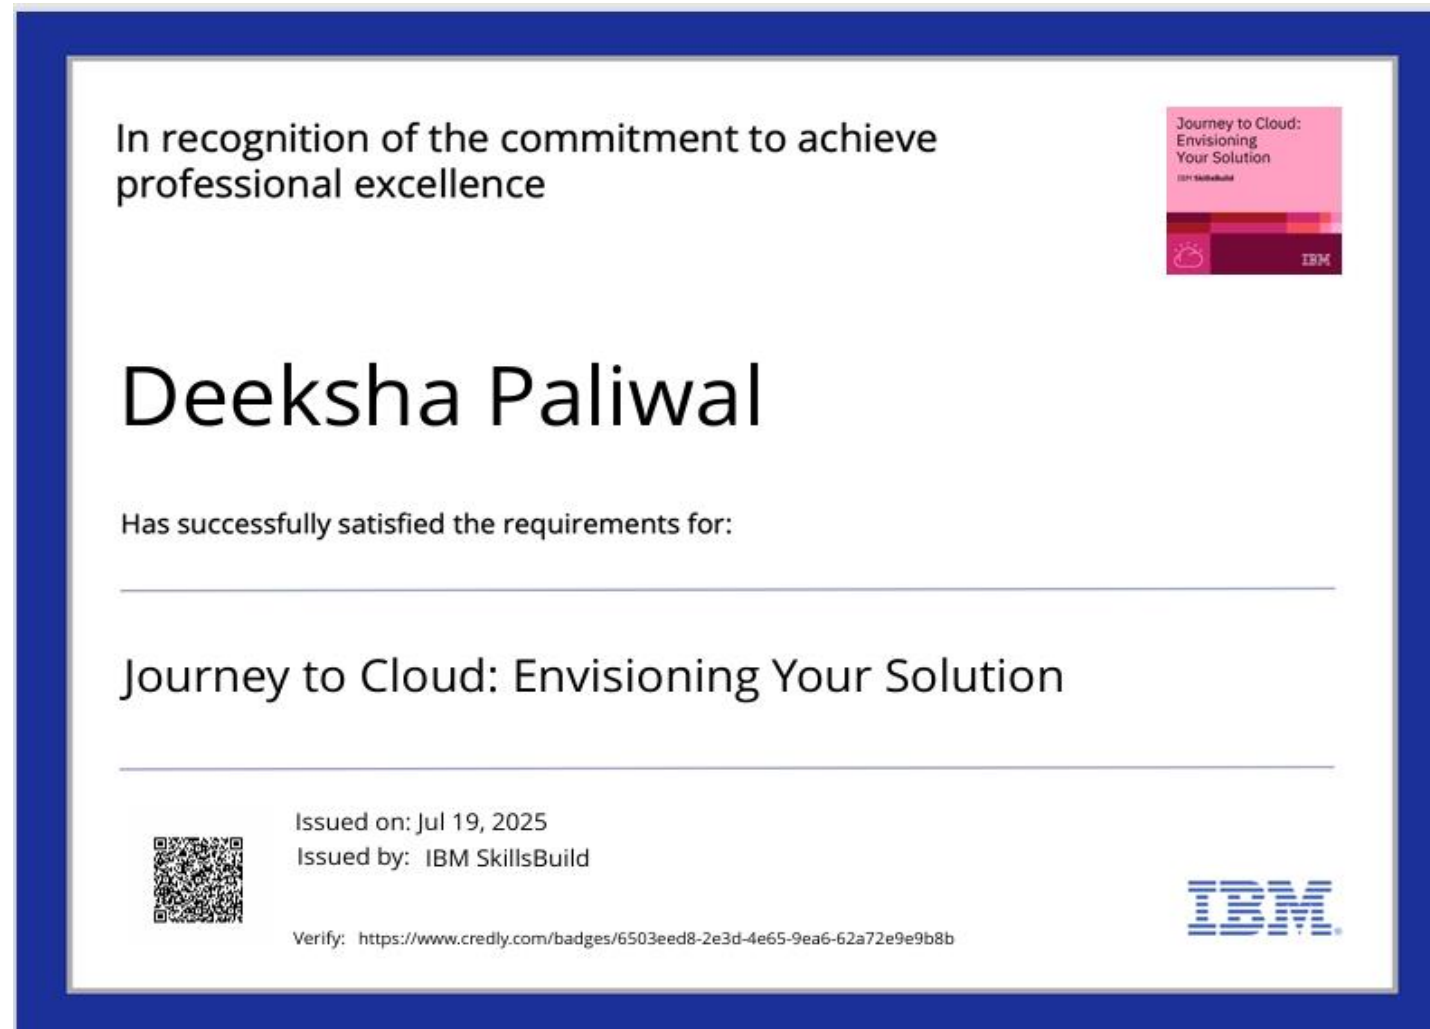 In recognition of the commitment to achieve
professional excellence
Journey to Cloud:
Envisioning
Your Solution
IBM SkillsBuild
IBM
Deeksha Paliwal
Has successfully satisfied the requirements for:
Journey to Cloud: Envisioning Your Solution
Issued on: Jul 19, 2025
Issued by: IBM SkillsBuild
Verify: https://www.credly.com/badges/6503eed8-2e3d-4e65-9ea6-62a72e9e9b8b
IBM